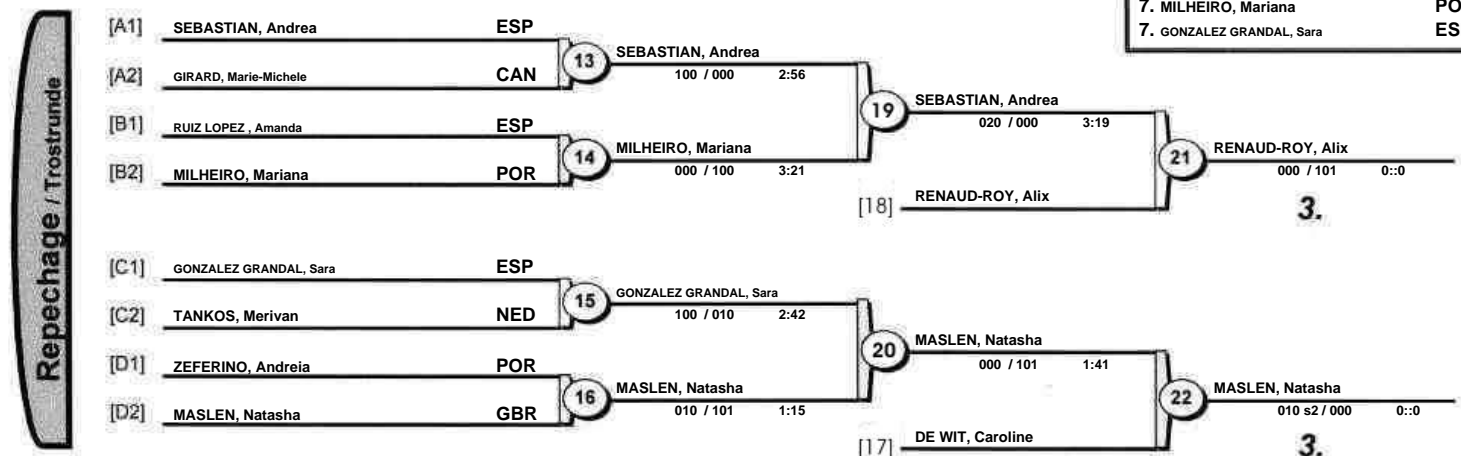 7. MILHEIRO, Mariana PO
7. GONZALEZ GRANDAL, Sara ES
Repechage / Trostrunde
[A1] SEBASTIAN, Andrea ESP
[A2] GIRARD, Marie-Michele CAN
13
SEBASTIAN, Andrea
100 / 000 2:56
[B1] RUIZ LOPEZ , Amanda ESP
[B2] MILHEIRO, Mariana POR
14
MILHEIRO, Mariana
000 / 100 3:21
19
SEBASTIAN, Andrea
020 / 000 3:19
[18] RENAUD-ROY, Alix
21
RENAUD-ROY, Alix
000 / 101 0::0
3.
[C1] GONZALEZ GRANDAL, Sara ESP
[C2] TANKOS, Merivan NED
15
GONZALEZ GRANDAL, Sara
100 / 010 2:42
[D1] ZEFERINO, Andreia POR
[D2] MASLEN, Natasha GBR
16
MASLEN, Natasha
010 / 101 1:15
20
MASLEN, Natasha
000 / 101 1:41
[17] DE WIT, Caroline
22
MASLEN, Natasha
010 s2 / 000 0::0
3.